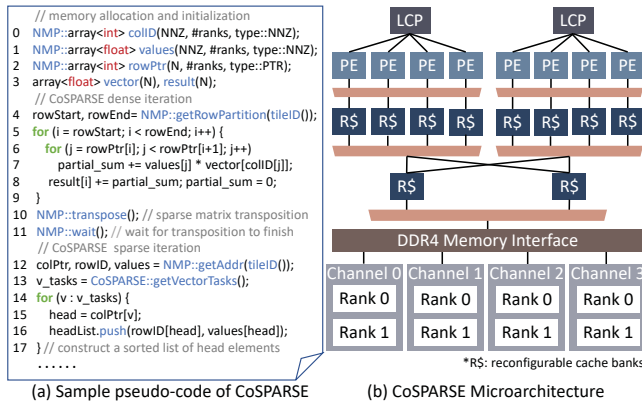 // memory allocation and initialization
0 NMP::array<int> colID(NNZ, #ranks, type::NNZ);
1 NMP::array<float> values(NNZ, #ranks, type::NNZ);
2 NMP::array<int> rowPtr(N, #ranks, type::PTR);
3 array<float> vector(N), result(N);
// CoSPARSE dense iteration
4 rowStart, rowEnd= NMP::getRowPartition(tileID());
5 for (i = rowStart; i < rowEnd; i++) {
6 for (j = rowPtr[i]; j < rowPtr[i+1]; j++)
7 partial_sum += values[j] * vector[colID[j]];
8 result[i] += partial_sum; partial_sum = 0;
9 }
10 NMP::transpose(); // sparse matrix transposition
11 NMP::wait(); // wait for transposition to finish
// CoSPARSE sparse iteration
12 colPtr, rowID, values = NMP::getAddr(tileID());
13 v_tasks = CoSPARSE::getVectorTasks();
14 for (v : v_tasks) {
15 head = colPtr[v];
16 headList.push(rowID[head], values[head]);
17 } // construct a sorted list of head elements
......
(a) Sample pseudo-code of CoSPARSE
LCP LCP
PE PE PE PE PE PE PE PE
R$ R$ R$ R$ R$ R$ R$ R$
R$ R$
DDR4 Memory Interface
Channel 0 Channel 1 Channel 2 Channel 3
Rank 0 Rank 0 Rank 0 Rank 0
Rank 1 Rank 1 Rank 1 Rank 1
*R$: reconfigurable cache banks
(b) CoSPARSE Microarchitecture